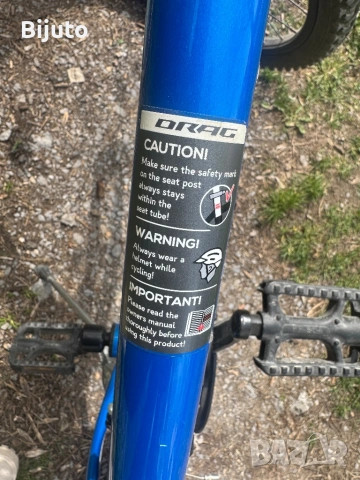 Bijuto
DRAG
CAUTION!
Make sure the safety mark
on the seat post
always stays
within the
seat tube!
WARNING!
Always wear a
helmet while
cycling!
IMPORTANT!
Please read the
owners manual
thoroughly before
using this product!
BAZAR